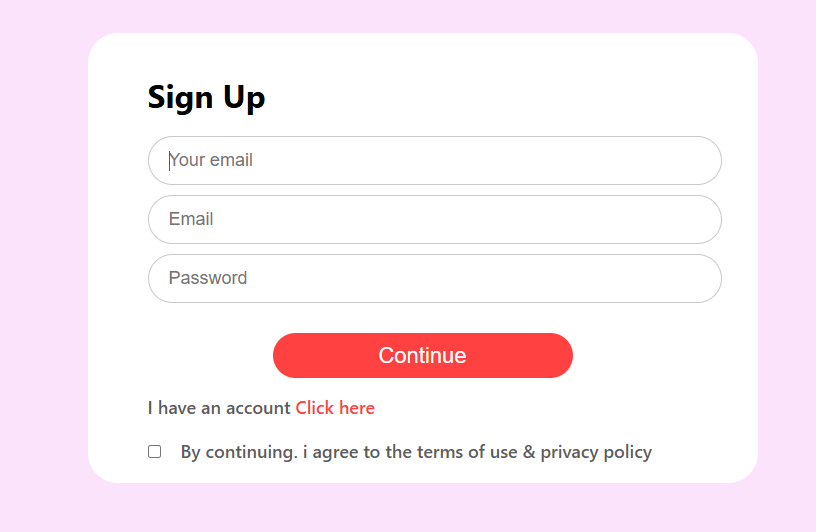 Sign Up
Your email
Email
Password
Continue
I have an account Click here
By continuing. i agree to the terms of use & privacy policy